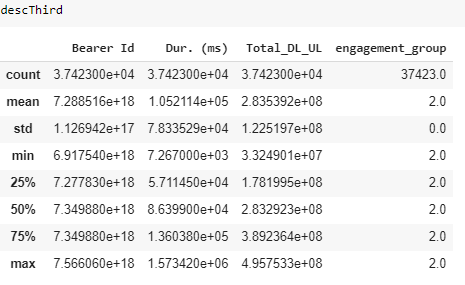 descThird
Bearer Id Dur. (ms) Total_DL_UL engagement_group
count 3.742300e+04 3.742300e+04 3.742300e+04 37423.0
mean 7.288516e+18 1.052114e+05 2.835392e+08 2.0
std 1.126942e+17 7.833529e+04 1.225197e+08 0.0
min 6.917540e+18 7.267000e+03 3.324901e+07 2.0
25% 7.277830e+18 5.711450e+04 1.781995e+08 2.0
50% 7.349880e+18 8.639900e+04 2.832923e+08 2.0
75% 7.349880e+18 1.360380e+05 3.892364e+08 2.0
max 7.566060e+18 1.573420e+06 4.957533e+08 2.0